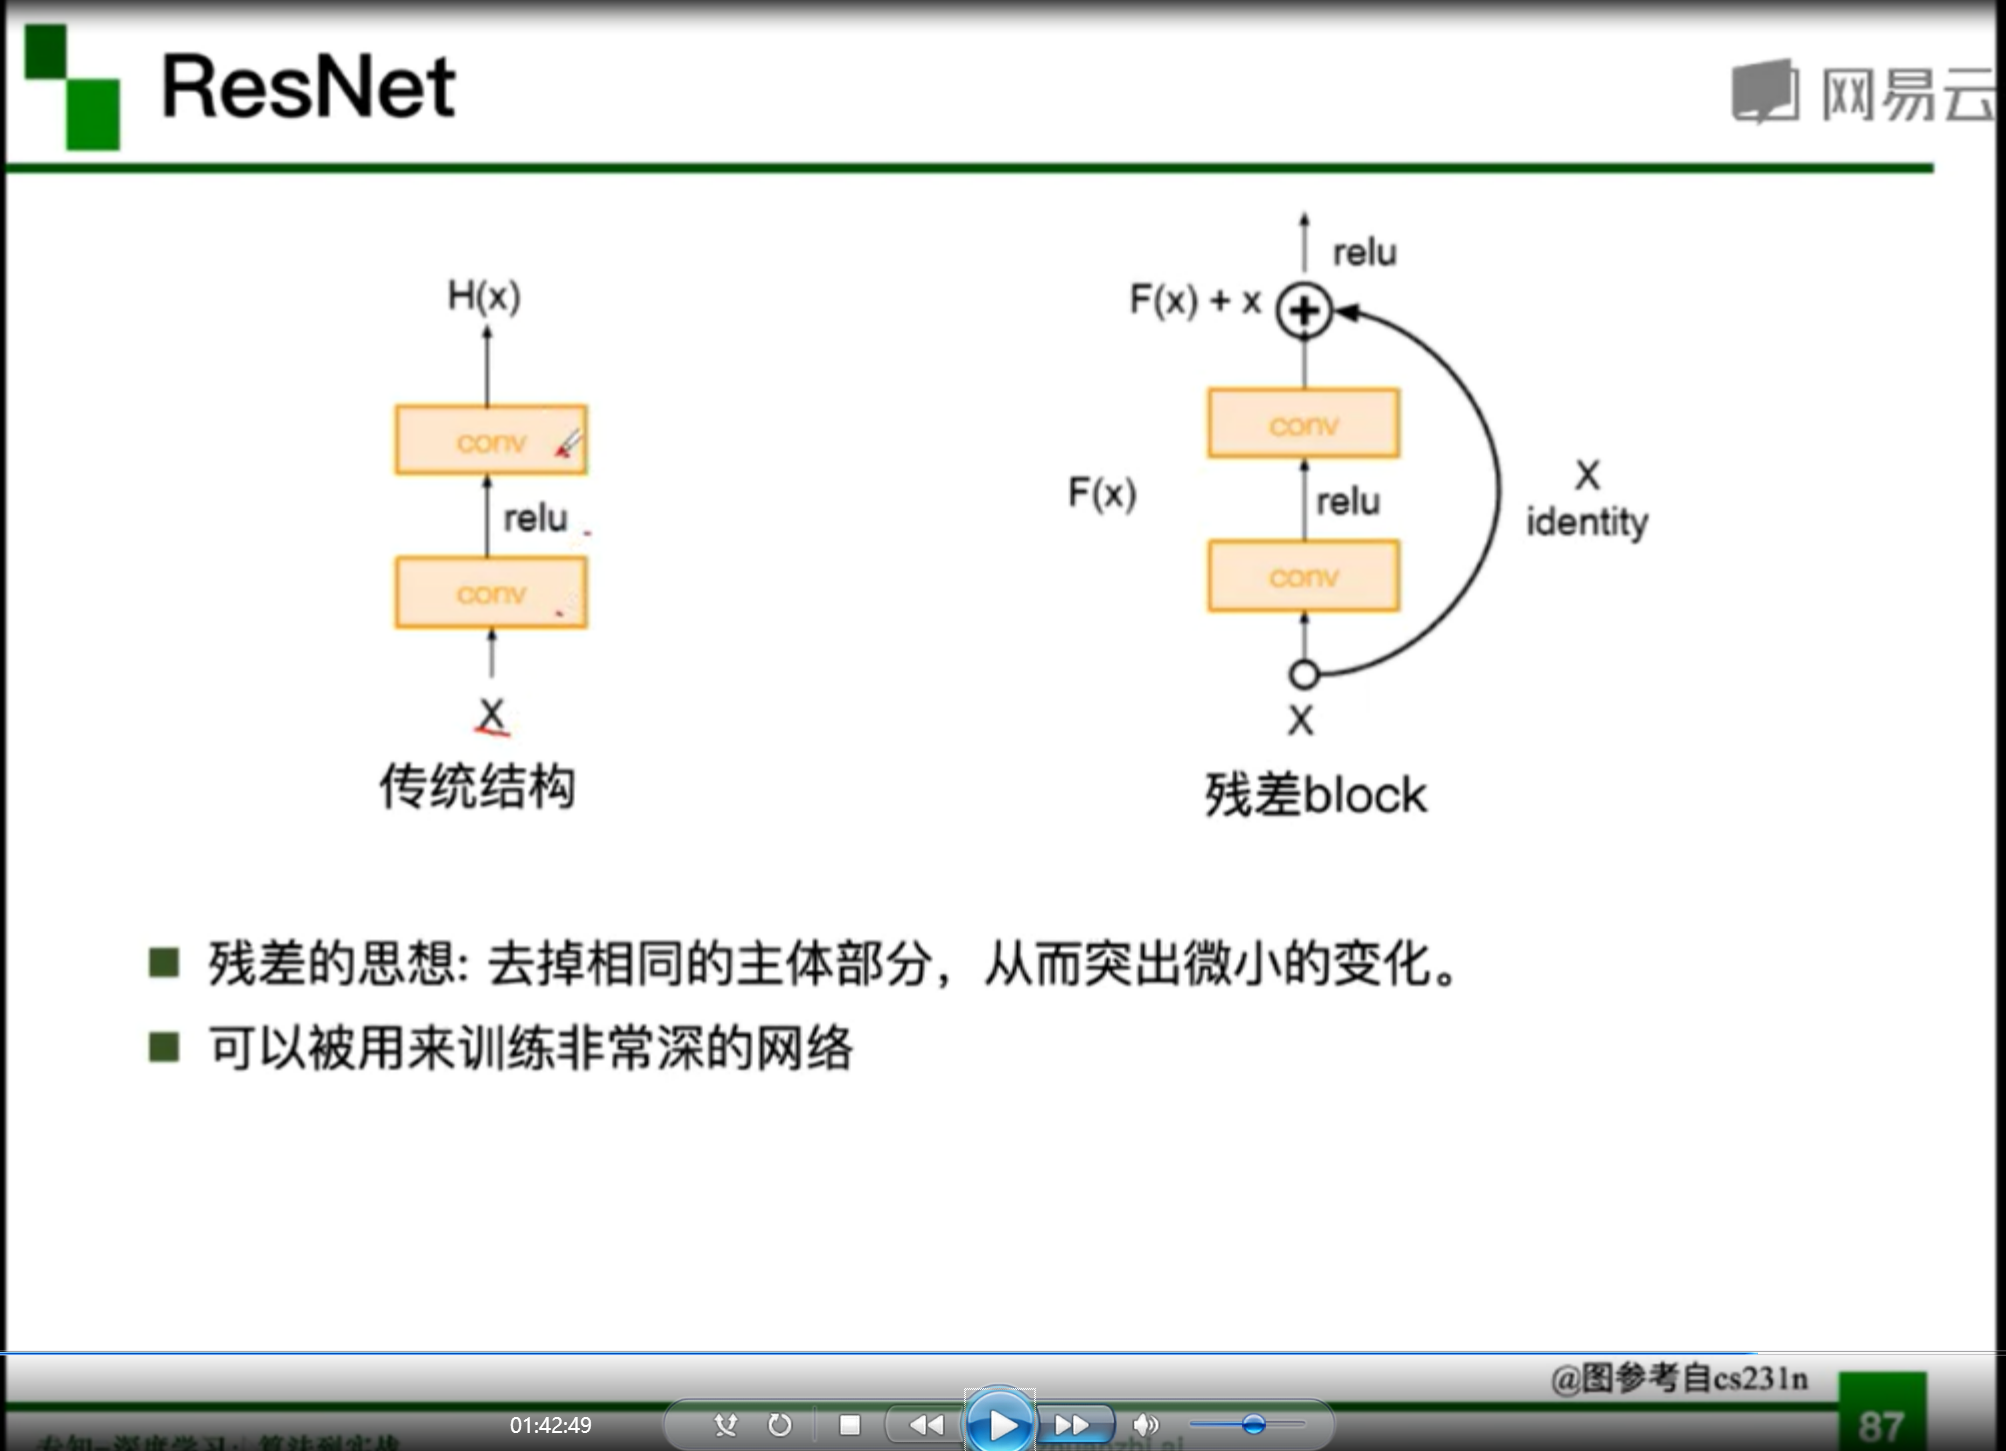 ResNet
网易云
H(x)
conv
relu
conv
X
传统结构
relu
F(x) + x
conv
F(x)
relu
X
identity
conv
X
残差block
残差的思想: 去掉相同的主体部分，从而突出微小的变化。
可以被用来训练非常深的网络
@图参考自cs231n
01:42:49
87